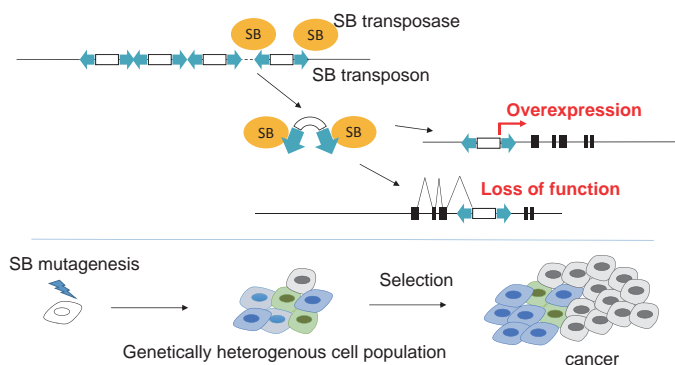 SB
SB
SB transposase
SB transposon
SB
SB
Overexpression
Loss of function
SB mutagenesis
Selection
Genetically heterogenous cell population
cancer